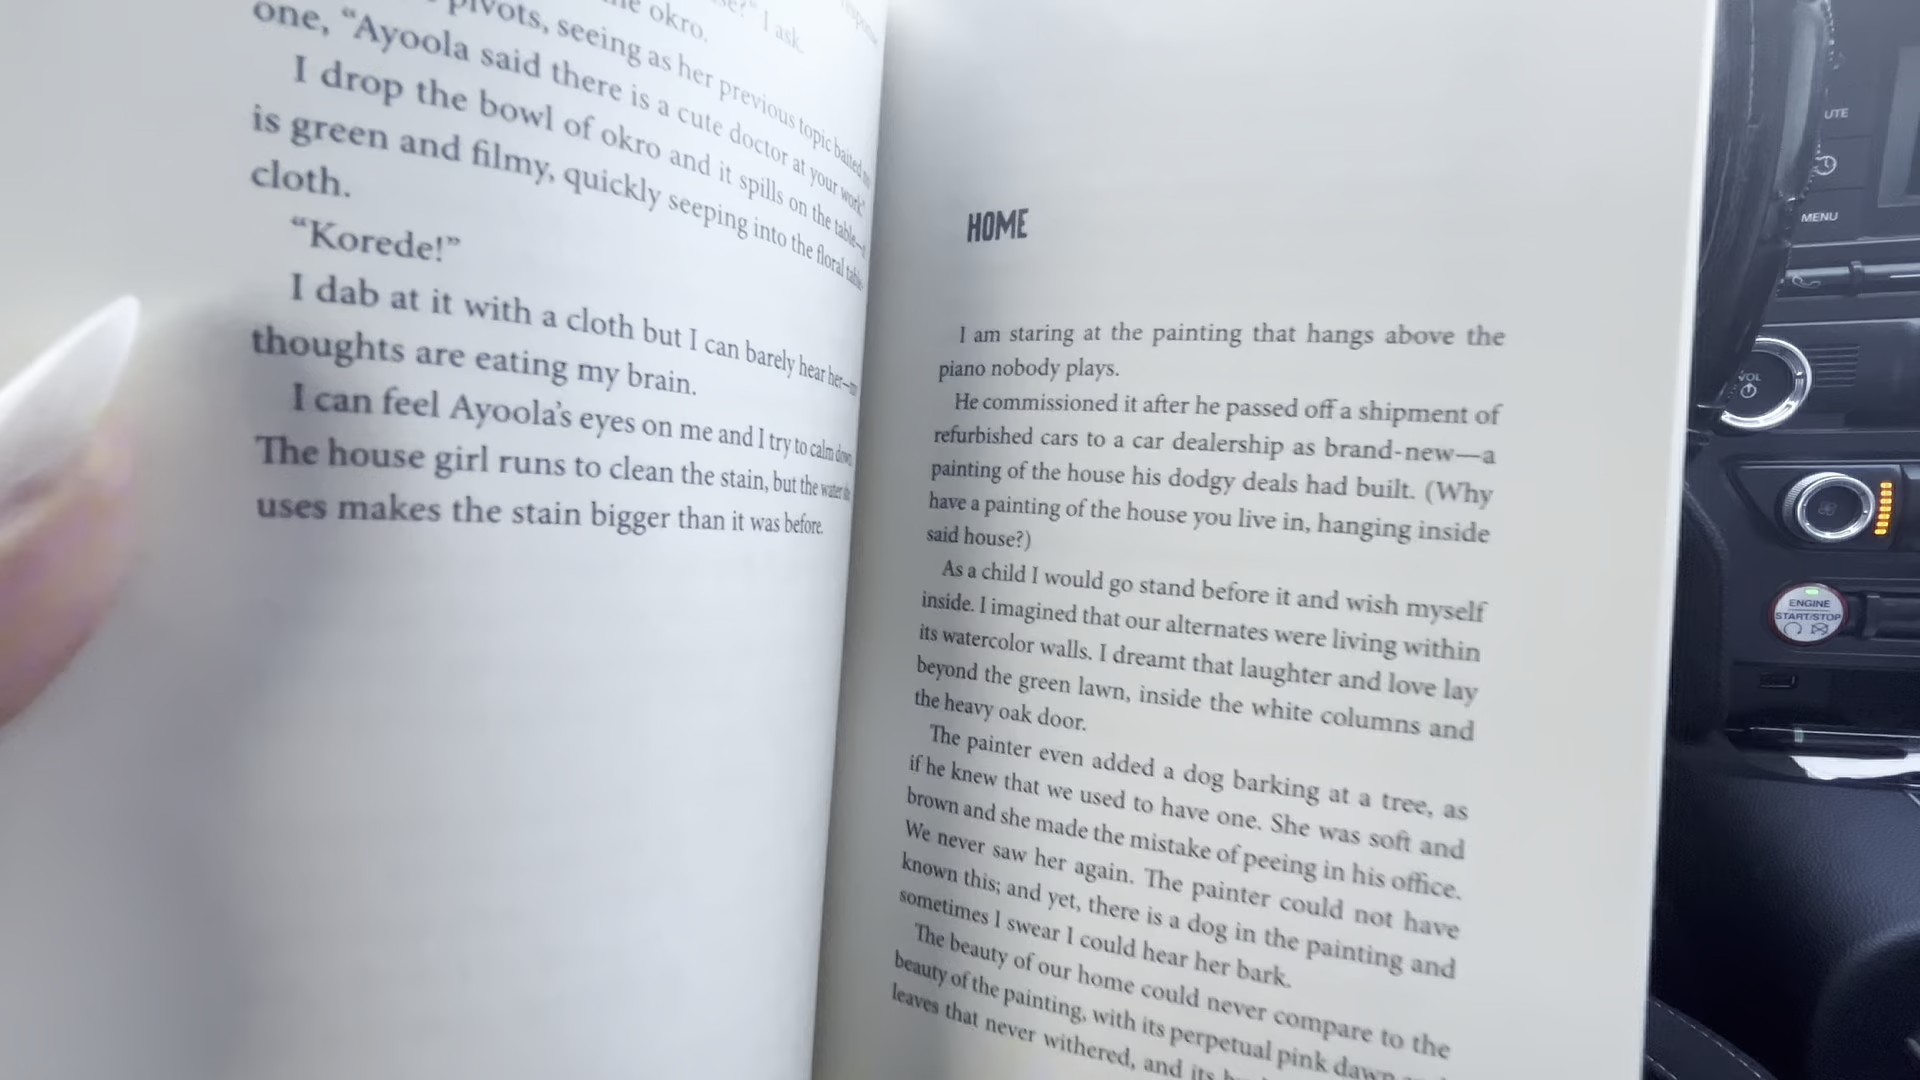 okro.
I ask.
pivots, seeing as her previous topic baited
one, “Ayoola said there is a cute doctor at your work.”
I drop the bowl of okro and it spills on the table—
is green and filmy, quickly seeping into the floral
cloth.
“Korede!”
I dab at it with a cloth but I can barely hear her—
thoughts are eating my brain.
I can feel Ayoola’s eyes on me and I try to calm down.
The house girl runs to clean the stain, but the water
uses makes the stain bigger than it was before.
HOME
I am staring at the painting that hangs above the
piano nobody plays.
He commissioned it after he passed off a shipment of
refurbished cars to a car dealership as brand-new—a
painting of the house his dodgy deals had built. (Why
have a painting of the house you live in, hanging inside
said house?)
As a child I would go stand before it and wish myself
inside. I imagined that our alternates were living within
its watercolor walls. I dreamt that laughter and love lay
beyond the green lawn, inside the white columns and
the heavy oak door.
The painter even added a dog barking at a tree, as
if he knew that we used to have one. She was soft and
brown and she made the mistake of peeing in his office.
We never saw her again. The painter could not have
known this; and yet, there is a dog in the painting and
sometimes I swear I could hear her bark.
The beauty of our home could never compare to the
beauty of the painting, with its perpetual pink dawn
leaves that never withered, and its
UTE
MENU
VOL
ENGINE
START/STOP